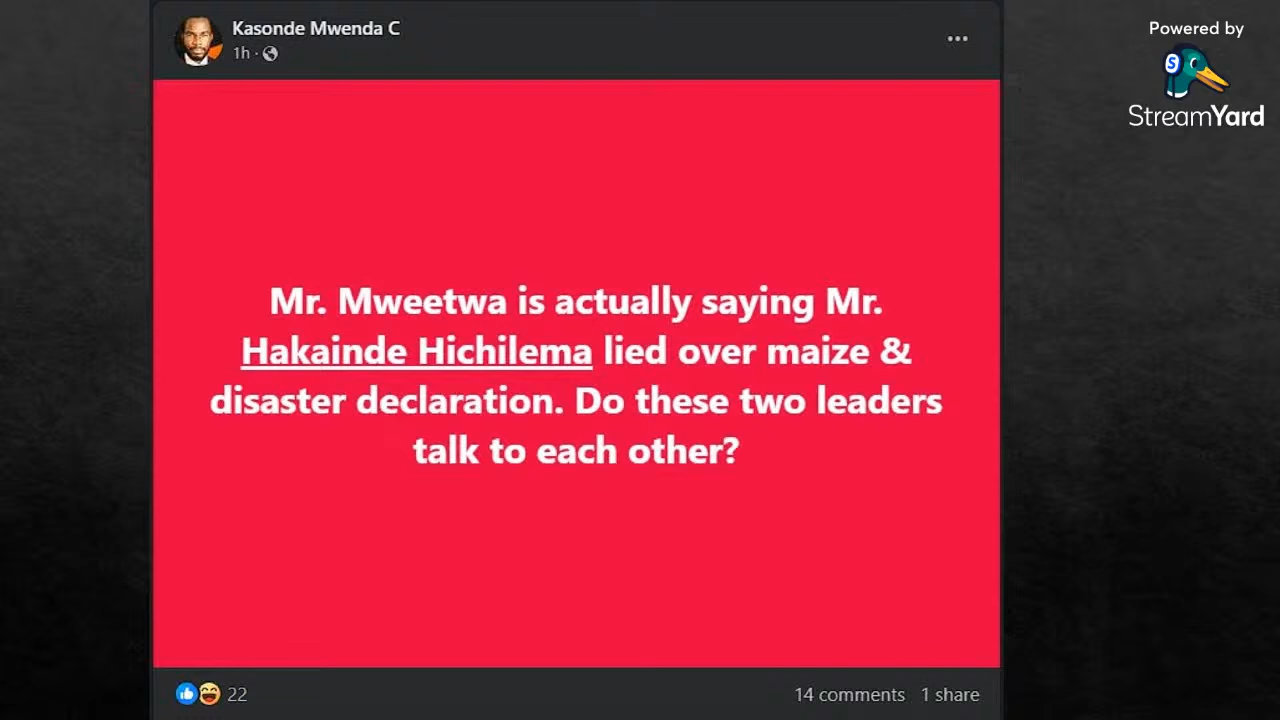 Kasonde Mwenda C
1h ·
Powered by
S
StreamYard
Mr. Mweetwa is actually saying Mr.
Hakainde Hichilema lied over maize &
disaster declaration. Do these two leaders
talk to each other?
22
14 comments 1 share